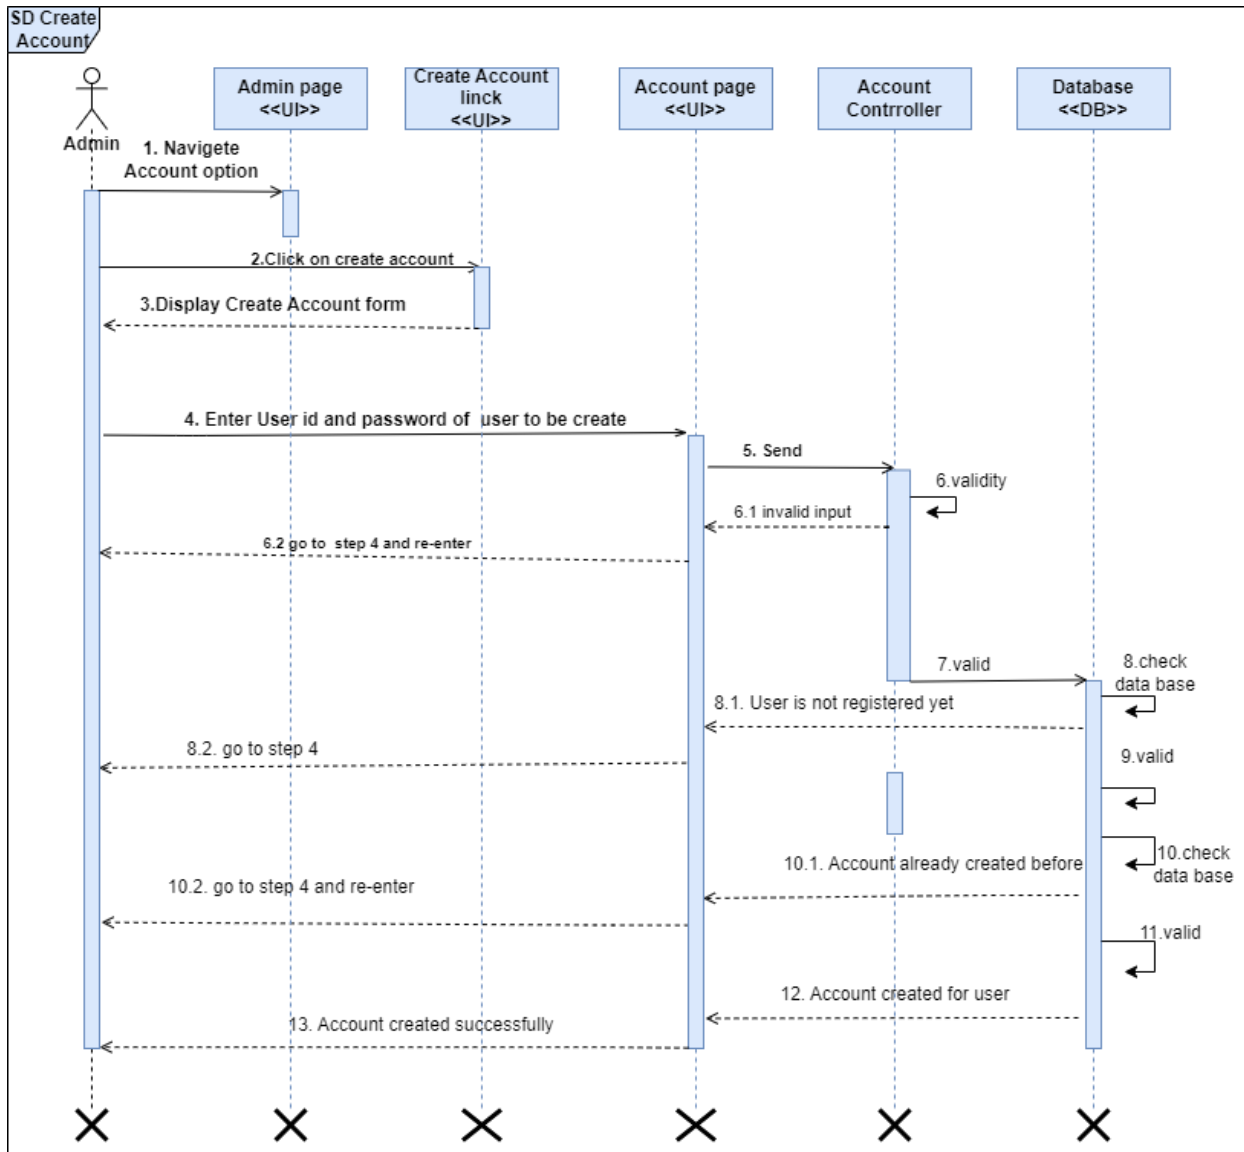 SD Create
Account
Admin
Admin page
<<UI>>
Create Account
linck
<<UI>>
Account page
<<UI>>
Account
Contrroller
Database
<<DB>>
1. Navigete
Account option
2.Click on create account
3.Display Create Account form
4. Enter User id and password of user to be create
5. Send
6.validity
6.1 invalid input
6.2 go to step 4 and re-enter
7.valid
8.check
data base
8.1. User is not registered yet
8.2. go to step 4
9.valid
10.check
data base
10.1. Account already created before
10.2. go to step 4 and re-enter
11.valid
12. Account created for user
13. Account created successfully